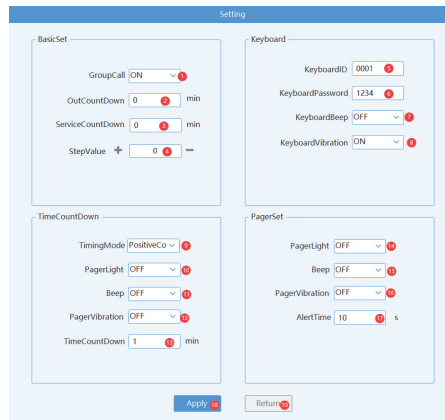 Setting
BasicSet
GroupCall ON 1
OutCountDown 0 2 min
ServiceCountDown 0 3 min
StepValue + 0 4 −
Keyboard
KeyboardID 0001 5
KeyboardPassword 1234 6
KeyboardBeep OFF 7
KeyboardVibration ON 8
TimeCountDown
TimingMode PositiveCo 9
PagerLight OFF 10
Beep OFF 11
PagerVibration OFF 12
TimeCountDown 1 13 min
PagerSet
PagerLight OFF 14
Beep OFF 15
PagerVibration OFF 16
AlertTime 10 17 s
Apply 18
Return 19